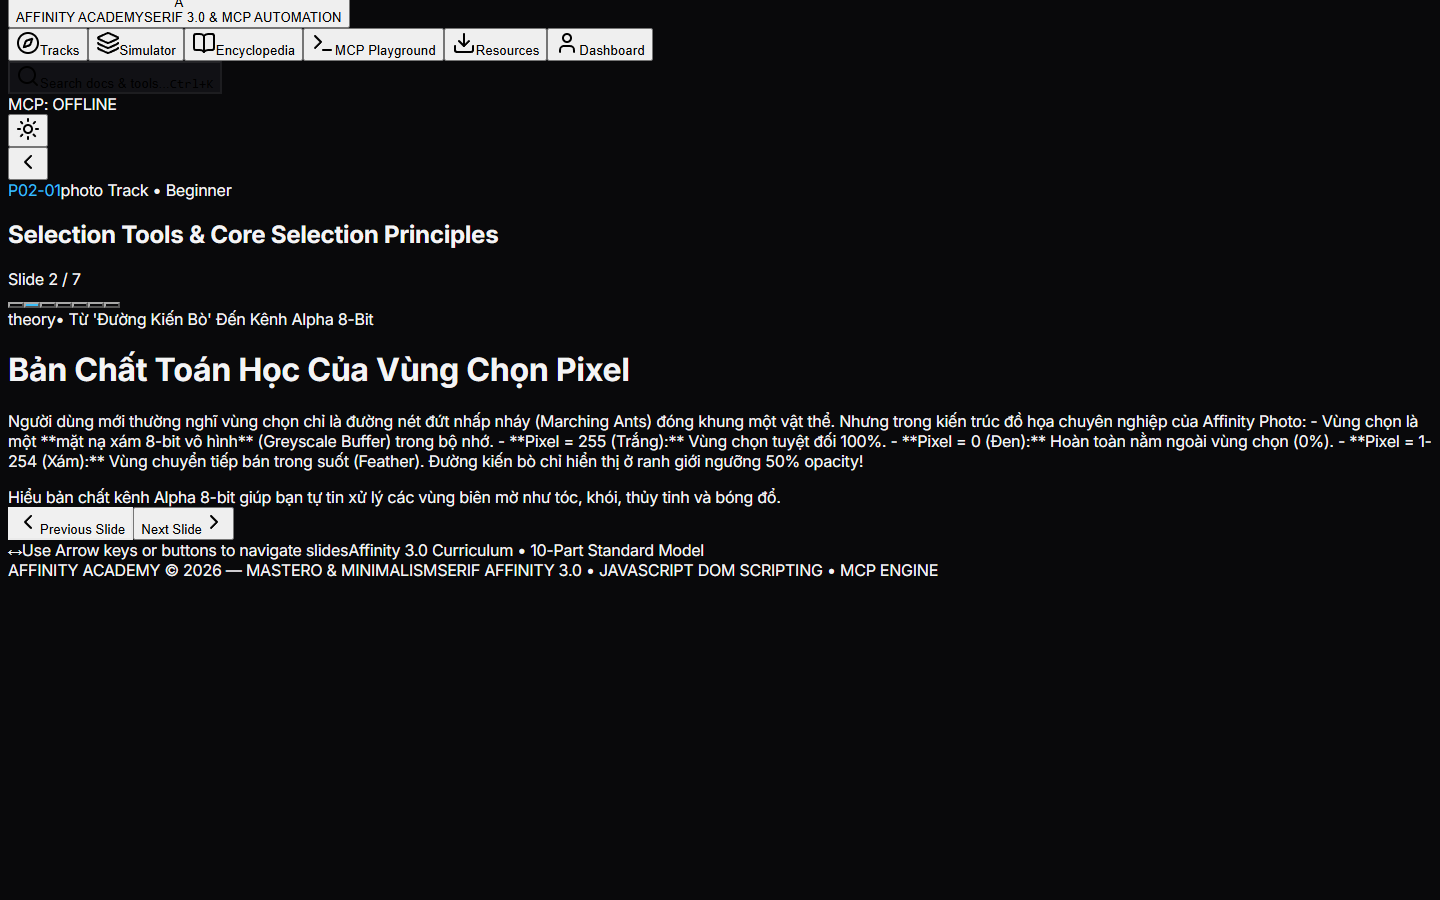 A
AFFINITY ACADEMYSERIF 3.0 & MCP AUTOMATION
Tracks Simulator Encyclopedia MCP Playground Resources Dashboard
Search docs & tools...Ctrl+K
MCP: OFFLINE
P02-01photo Track • Beginner
Selection Tools & Core Selection Principles
Slide 2 / 7
theory• Từ 'Đường Kiến Bò' Đến Kênh Alpha 8-Bit
Bản Chất Toán Học Của Vùng Chọn Pixel
Người dùng mới thường nghĩ vùng chọn chỉ là đường nét đứt nhấp nháy (Marching Ants) đóng khung một vật thể. Nhưng trong kiến trúc đồ họa chuyên nghiệp của Affinity Photo: - Vùng chọn là
một **mặt nạ xám 8-bit vô hình** (Greyscale Buffer) trong bộ nhớ. - **Pixel = 255 (Trắng):** Vùng chọn tuyệt đối 100%. - **Pixel = 0 (Đen):** Hoàn toàn nằm ngoài vùng chọn (0%). - **Pixel = 1-
254 (Xám):** Vùng chuyển tiếp bán trong suốt (Feather). Đường kiến bò chỉ hiển thị ở ranh giới ngưỡng 50% opacity!
Hiểu bản chất kênh Alpha 8-bit giúp bạn tự tin xử lý các vùng biên mờ như tóc, khói, thủy tinh và bóng đổ.
Previous Slide Next Slide
↔Use Arrow keys or buttons to navigate slidesAffinity 3.0 Curriculum • 10-Part Standard Model
AFFINITY ACADEMY © 2026 — MASTERO & MINIMALISMSERIF AFFINITY 3.0 • JAVASCRIPT DOM SCRIPTING • MCP ENGINE